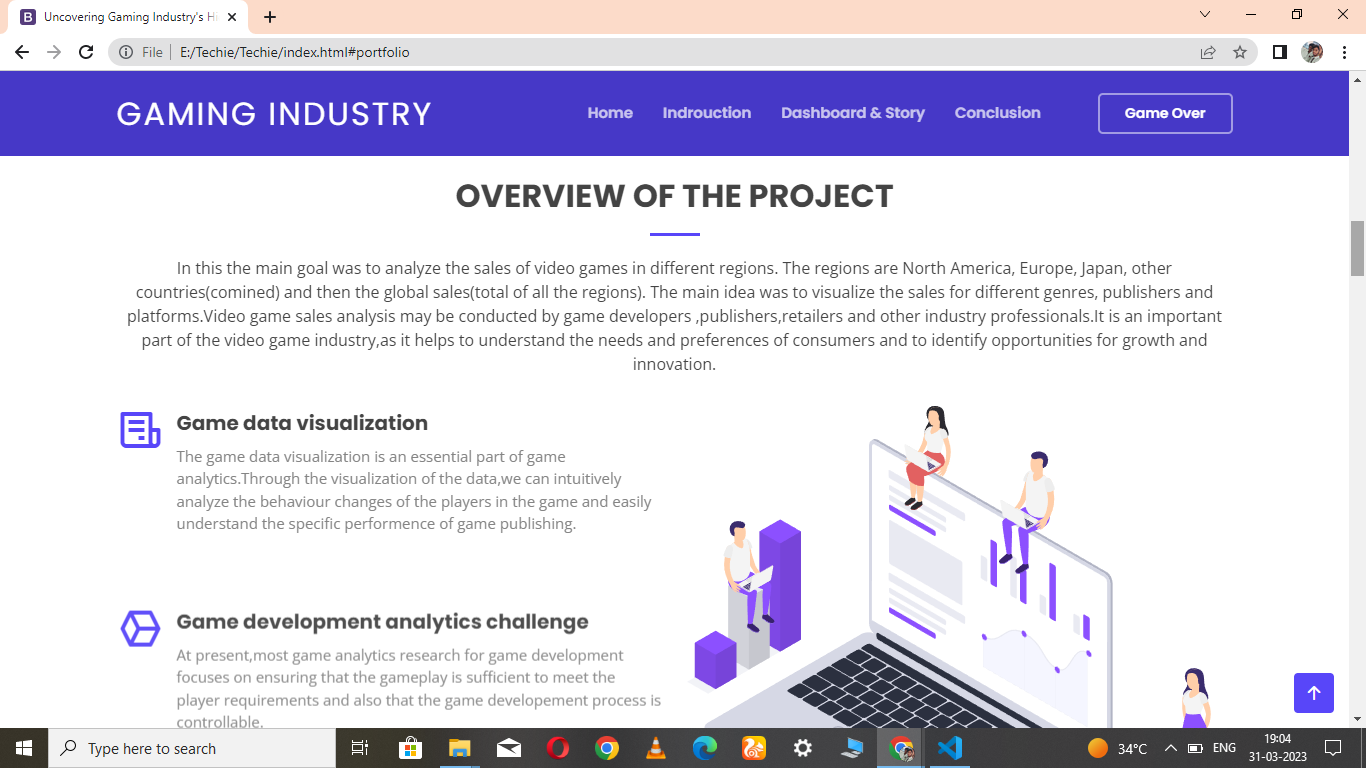 Uncovering Gaming Industry's Hi
File
E:/Techie/Techie/index.html#portfolio
GAMING INDUSTRY
Home
Indrouction
Dashboard & Story
Conclusion
Game Over
OVERVIEW OF THE PROJECT
In this the main goal was to analyze the sales of video games in different regions. The regions are North America, Europe, Japan, other
countries(comined) and then the global sales(total of all the regions). The main idea was to visualize the sales for different genres, publishers and
platforms.Video game sales analysis may be conducted by game developers ,publishers,retailers and other industry professionals.It is an important
part of the video game industry,as it helps to understand the needs and preferences of consumers and to identify opportunities for growth and
innovation.
Game data visualization
The game data visualization is an essential part of game
analytics.Through the visualization of the data,we can intuitively
analyze the behaviour changes of the players in the game and easily
understand the specific performence of game publishing.
Game development analytics challenge
At present,most game analytics research for game development
focuses on ensuring that the gameplay is sufficient to meet the
player requirements and also that the game developement process is
controllable.
Type here to search
34°C
ENG
19:04
31-03-2023